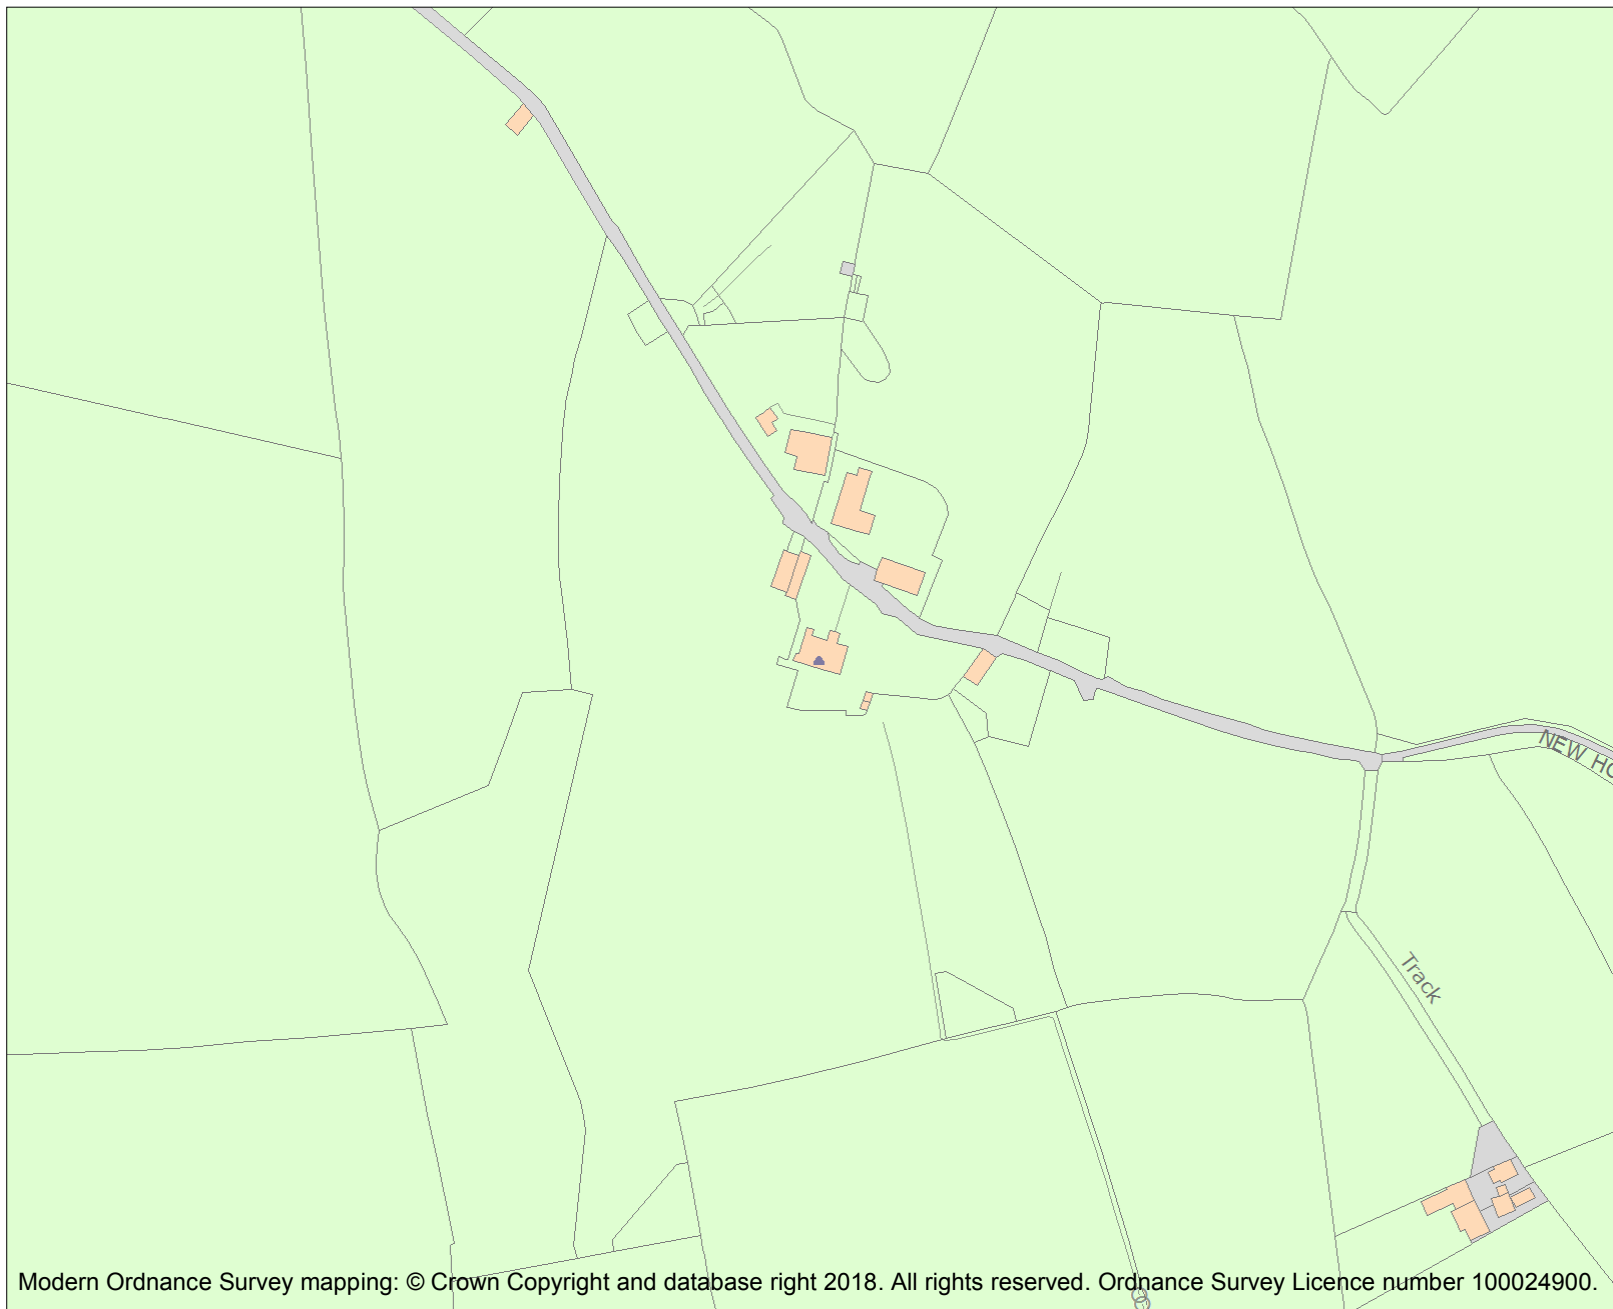 NEW HO
Track
Modern Ordnance Survey mapping: © Crown Copyright and database right 2018. All rights reserved. Ordnance Survey Licence number 100024900.